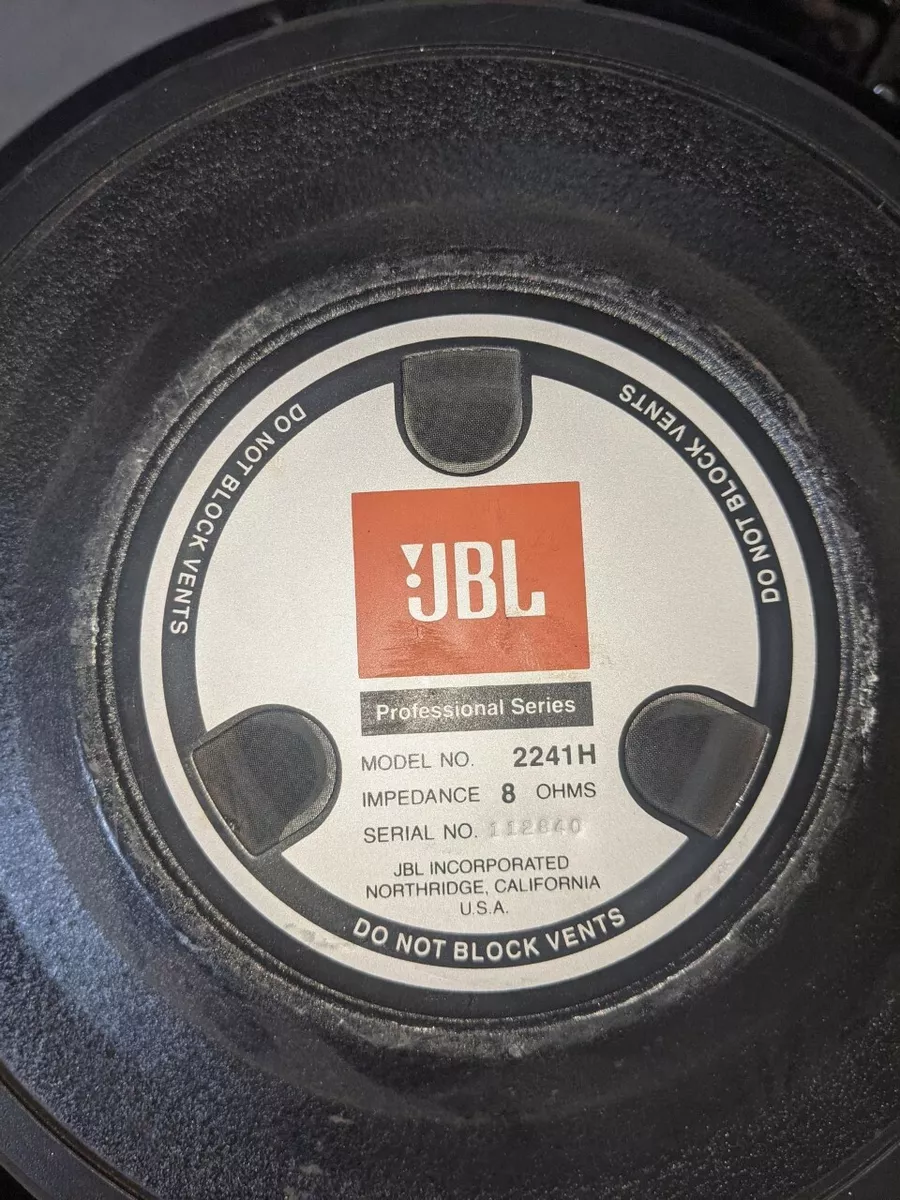 DO NOT BLOCK VENTS
DO NOT BLOCK VENTS
JBL
Professional Series
MODEL NO. 2241H
IMPEDANCE 8 OHMS
SERIAL NO. 112840
JBL INCORPORATED
NORTHRIDGE, CALIFORNIA
U.S.A.
DO NOT BLOCK VENTS